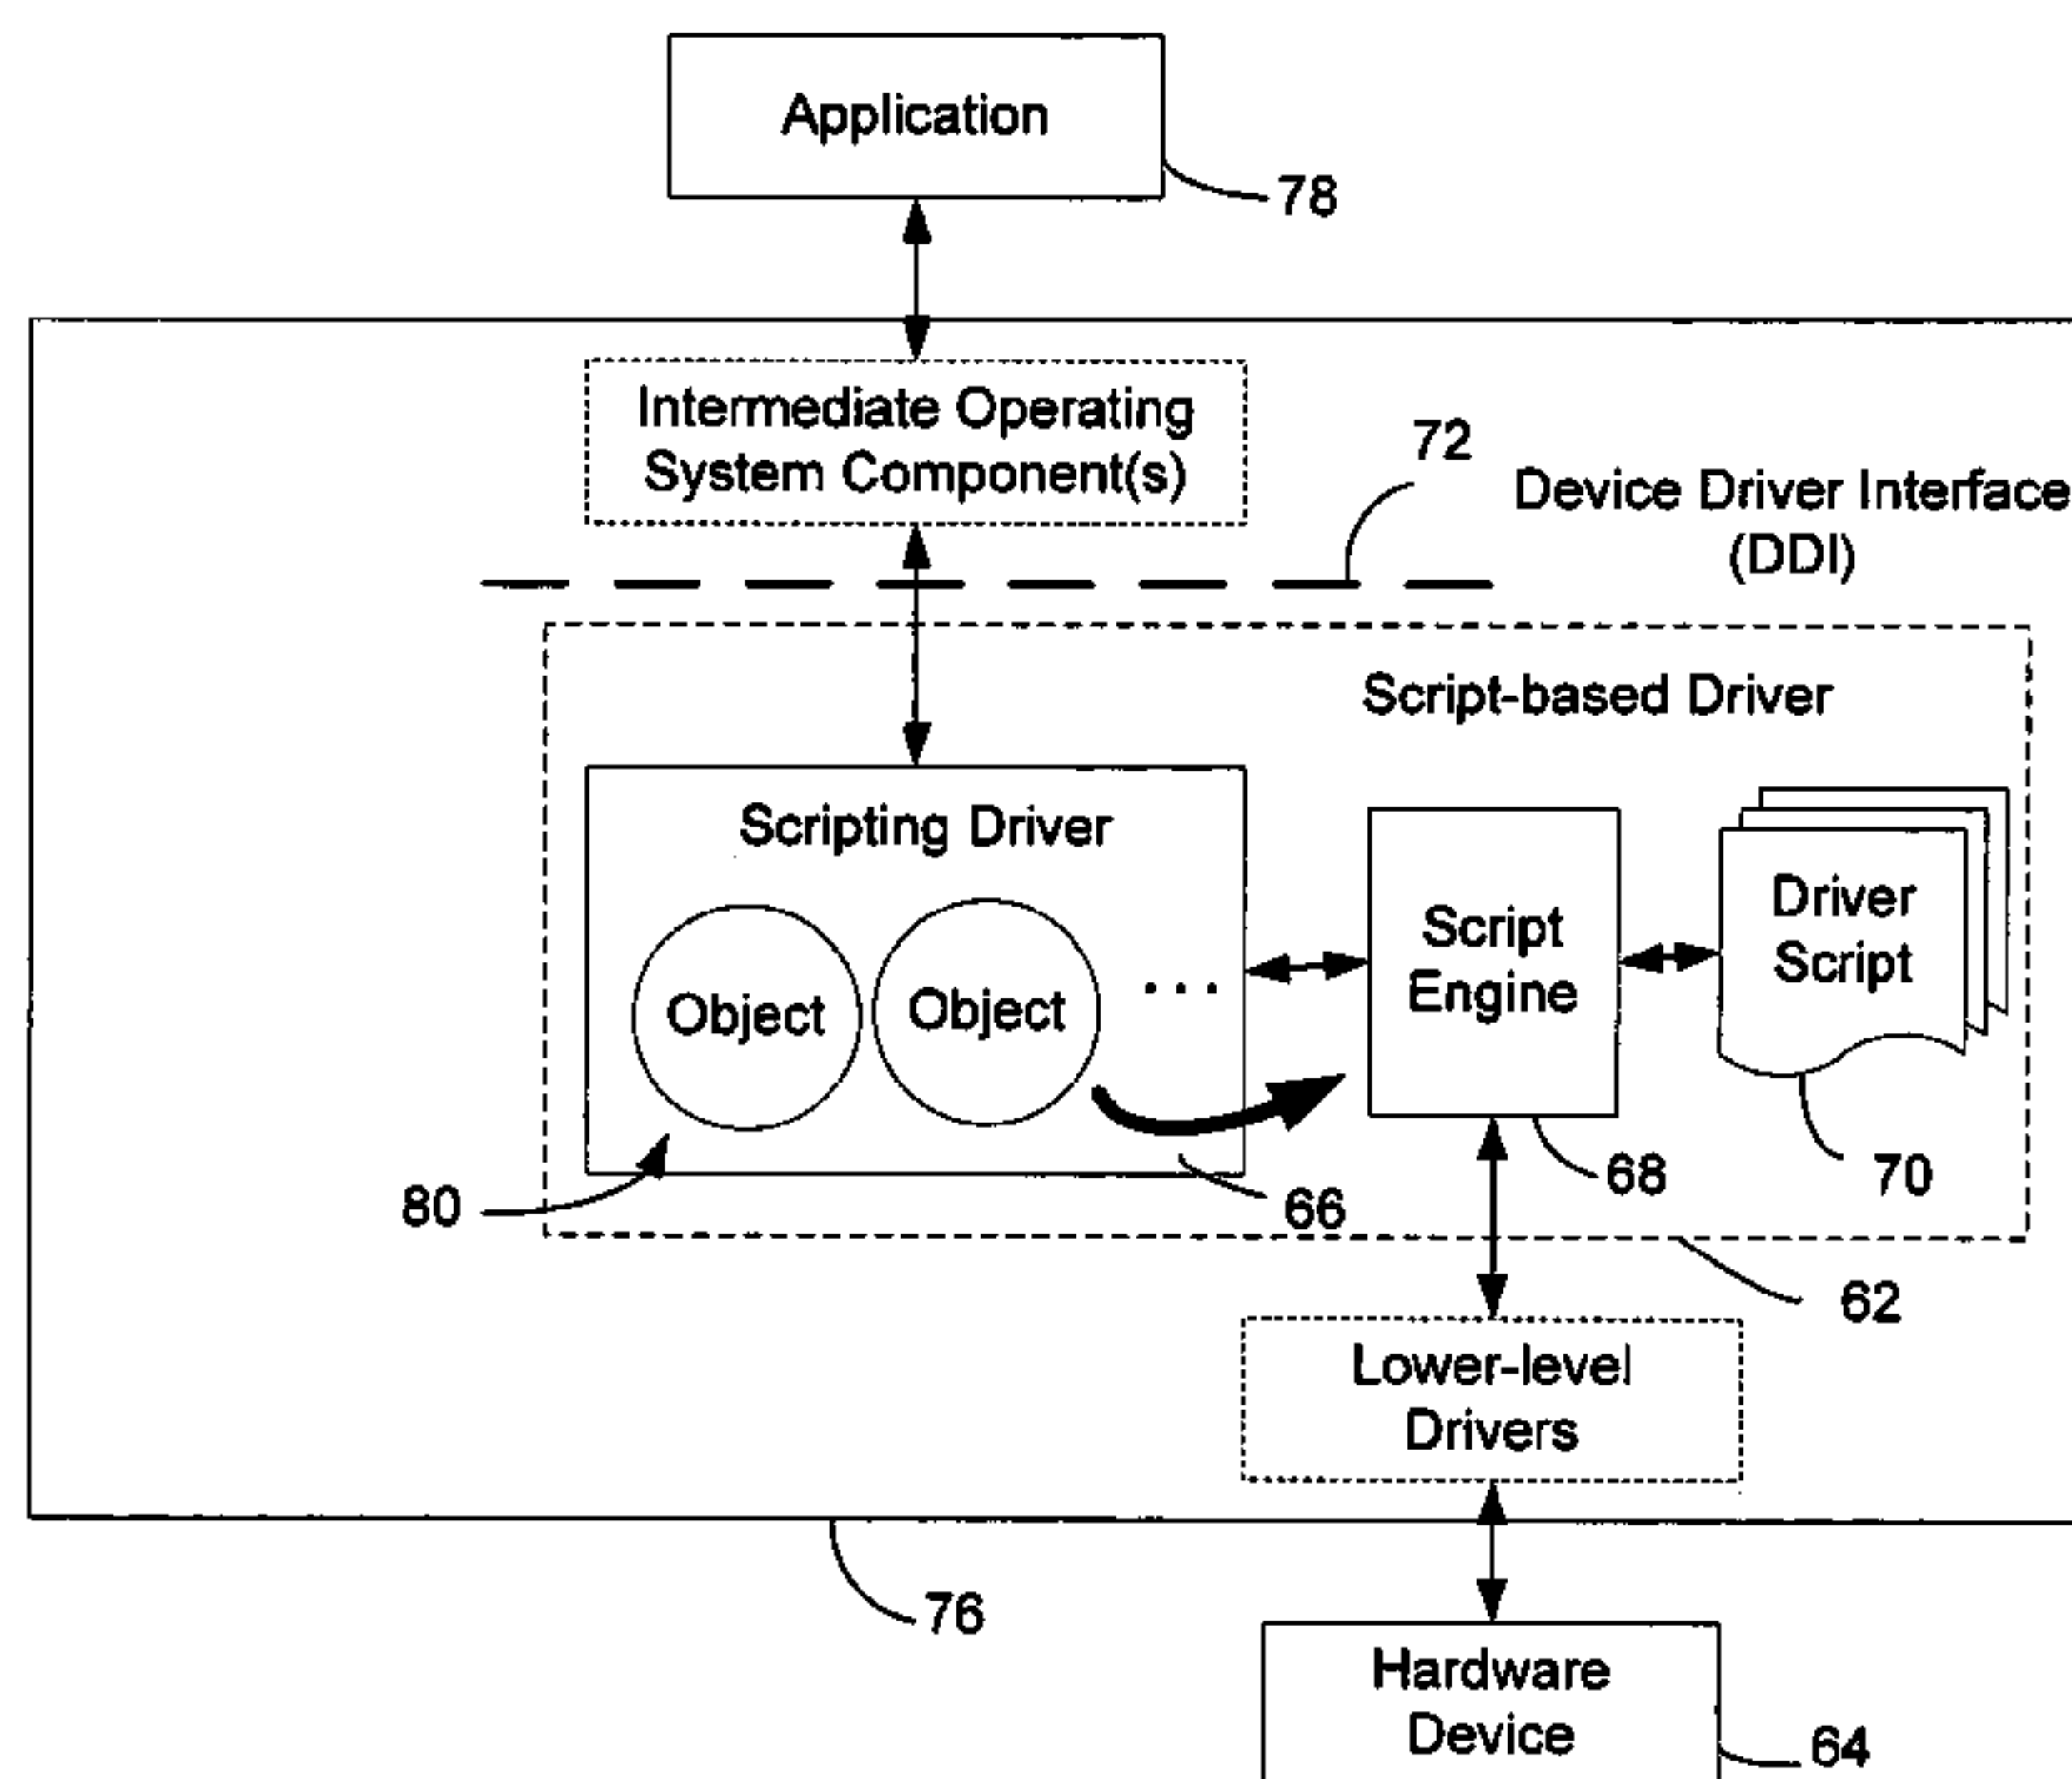 Application
78
Intermediate Operating
System Component(s)
72
Device Driver Interface
(DDI)
Script-based Driver
Scripting Driver
Object
Object
. . .
Script
Engine
Driver
Script
80
66
68
70
62
Lower-level
Drivers
76
Hardware
Device
64